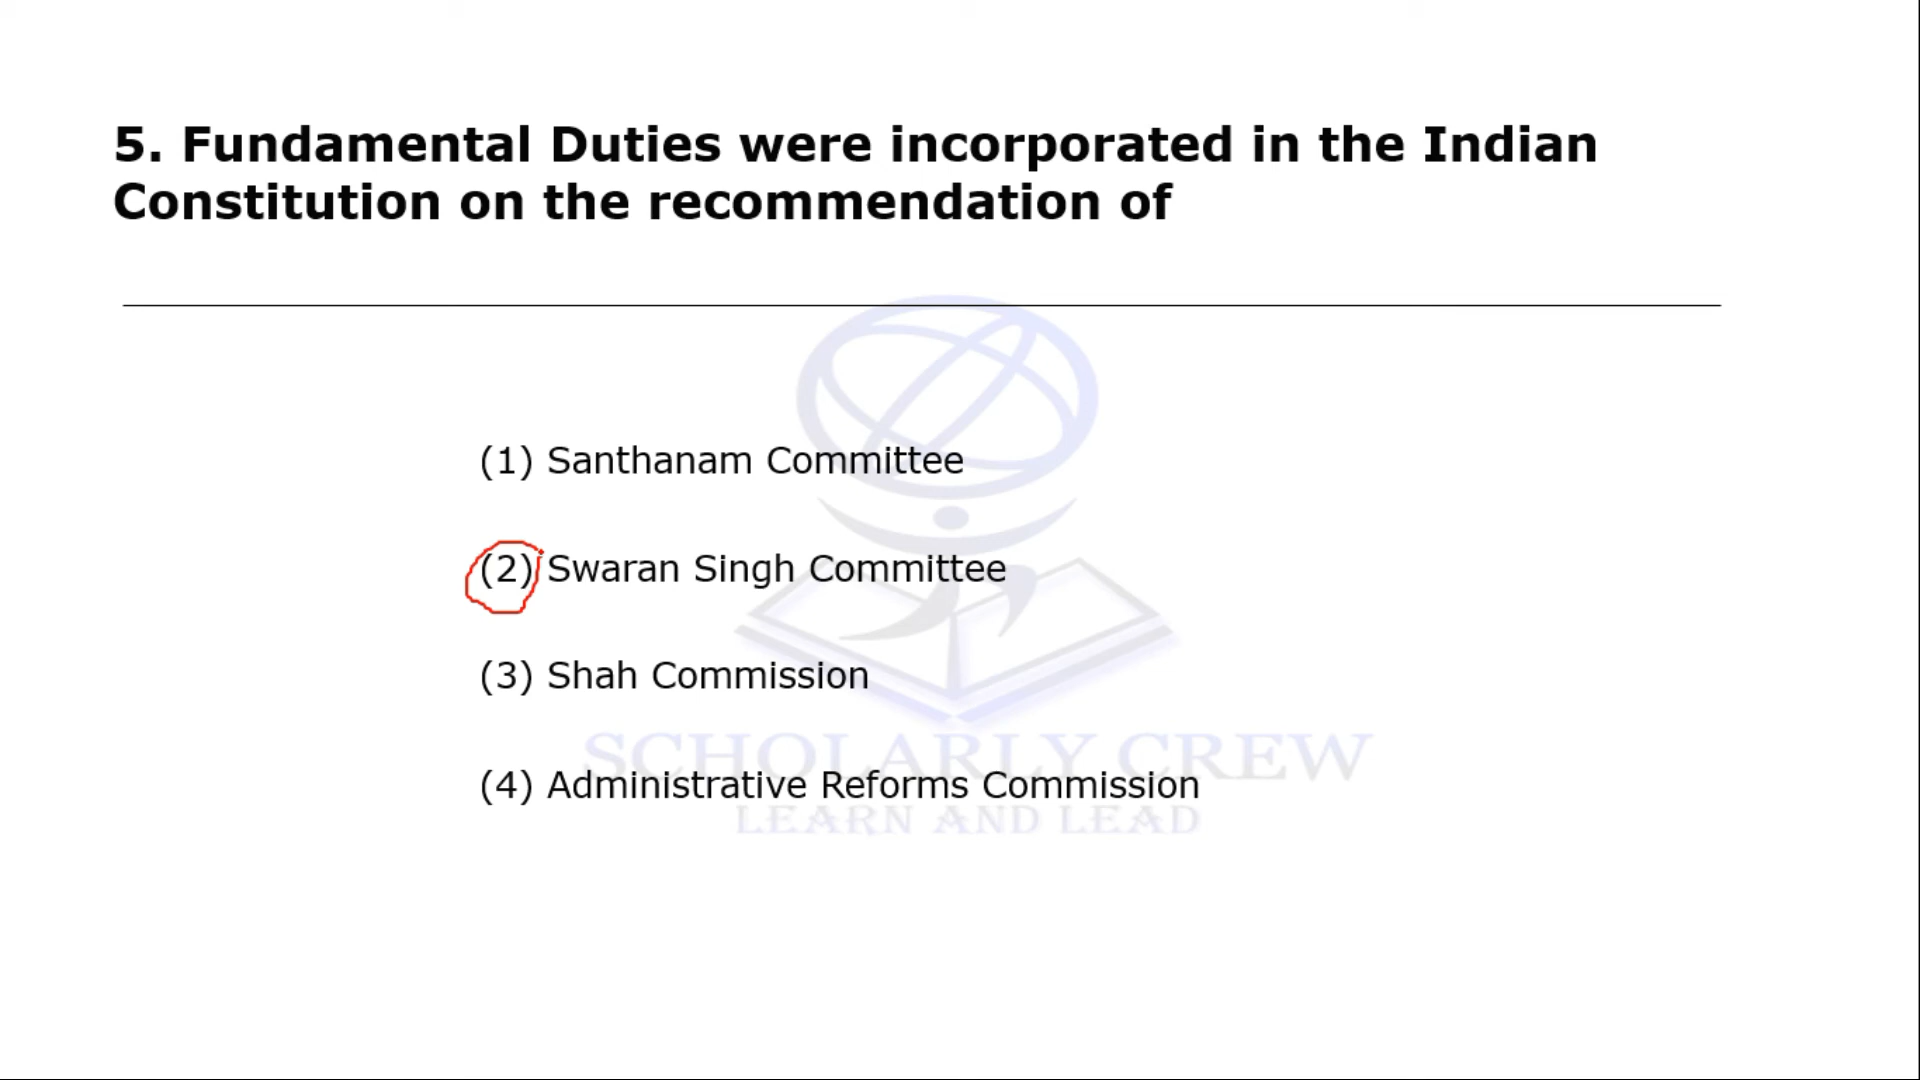 5. Fundamental Duties were incorporated in the Indian
Constitution on the recommendation of
(1) Santhanam Committee
(2) Swaran Singh Committee
(3) Shah Commission
SCHOLARLY CREW
(4) Administrative Reforms Commission
LEARN AND LEAD